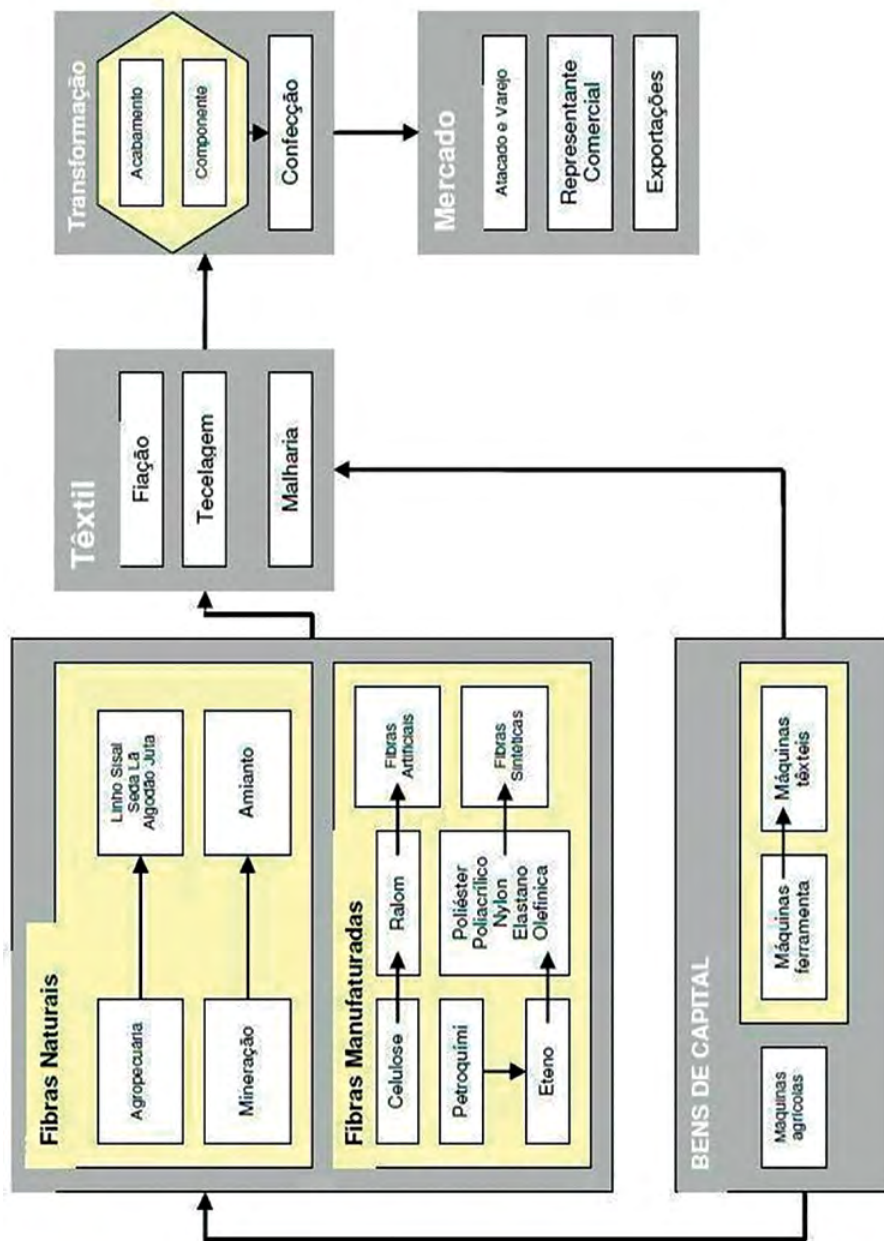 Fibras Naturais
Agropecuária
Linho Sisal
Seda Lã
Algodão Juta
Mineração
Amianto
Fibras Manufaturadas
Celulose
Raiom
Fibras
Artificiais
Petroquími
Eteno
Poliéster
Poliacrílico
Nylon
Elastano
Olefínica
Fibras
Sintéticas
BENS DE CAPITAL
Máquinas
agrícolas
Máquinas
ferramenta
Máquinas
têxteis
Têxtil
Fiação
Tecelagem
Malharia
Transformação
Acabamento
Componente
Confecção
Mercado
Atacado e Varejo
Representante
Comercial
Exportações